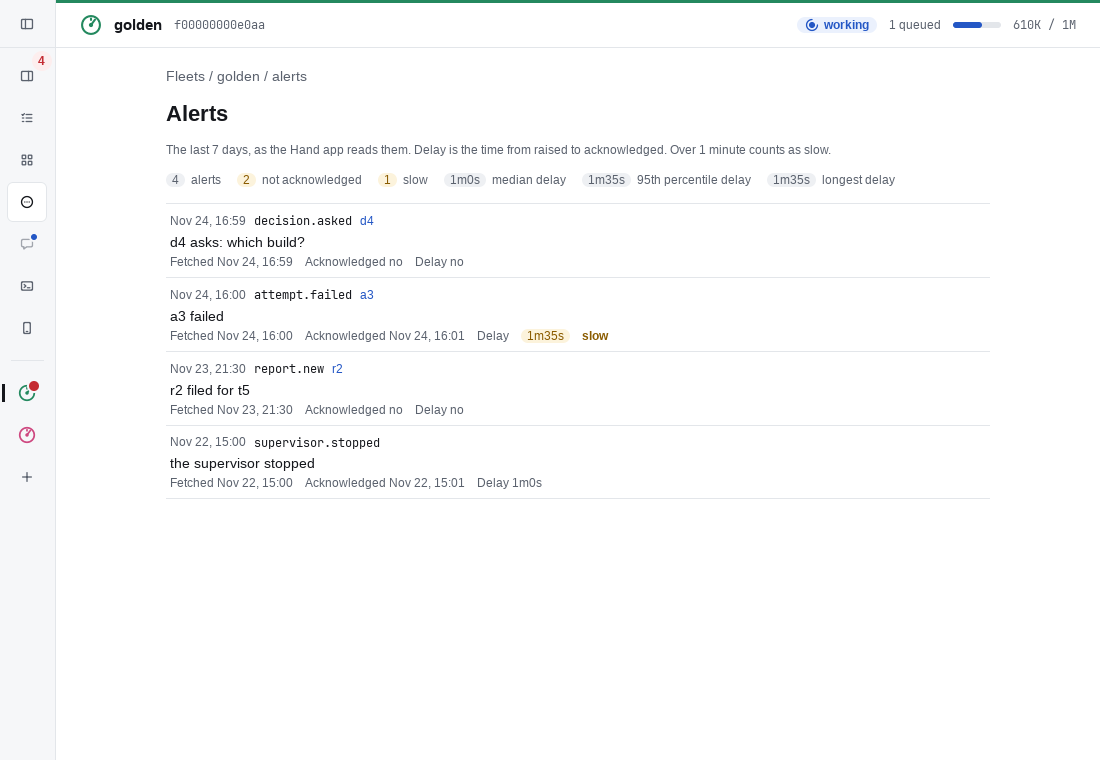 golden f00000000e0aa working 1 queued 610K / 1M
4
Fleets / golden / alerts
Alerts
The last 7 days, as the Hand app reads them. Delay is the time from raised to acknowledged. Over 1 minute counts as slow.
4 alerts 2 not acknowledged 1 slow 1m0s median delay 1m35s 95th percentile delay 1m35s longest delay
Nov 24, 16:59 decision.asked d4
d4 asks: which build?
Fetched Nov 24, 16:59 Acknowledged no Delay no
Nov 24, 16:00 attempt.failed a3
a3 failed
Fetched Nov 24, 16:00 Acknowledged Nov 24, 16:01 Delay 1m35s slow
Nov 23, 21:30 report.new r2
r2 filed for t5
Fetched Nov 23, 21:30 Acknowledged no Delay no
Nov 22, 15:00 supervisor.stopped
the supervisor stopped
Fetched Nov 22, 15:00 Acknowledged Nov 22, 15:01 Delay 1m0s